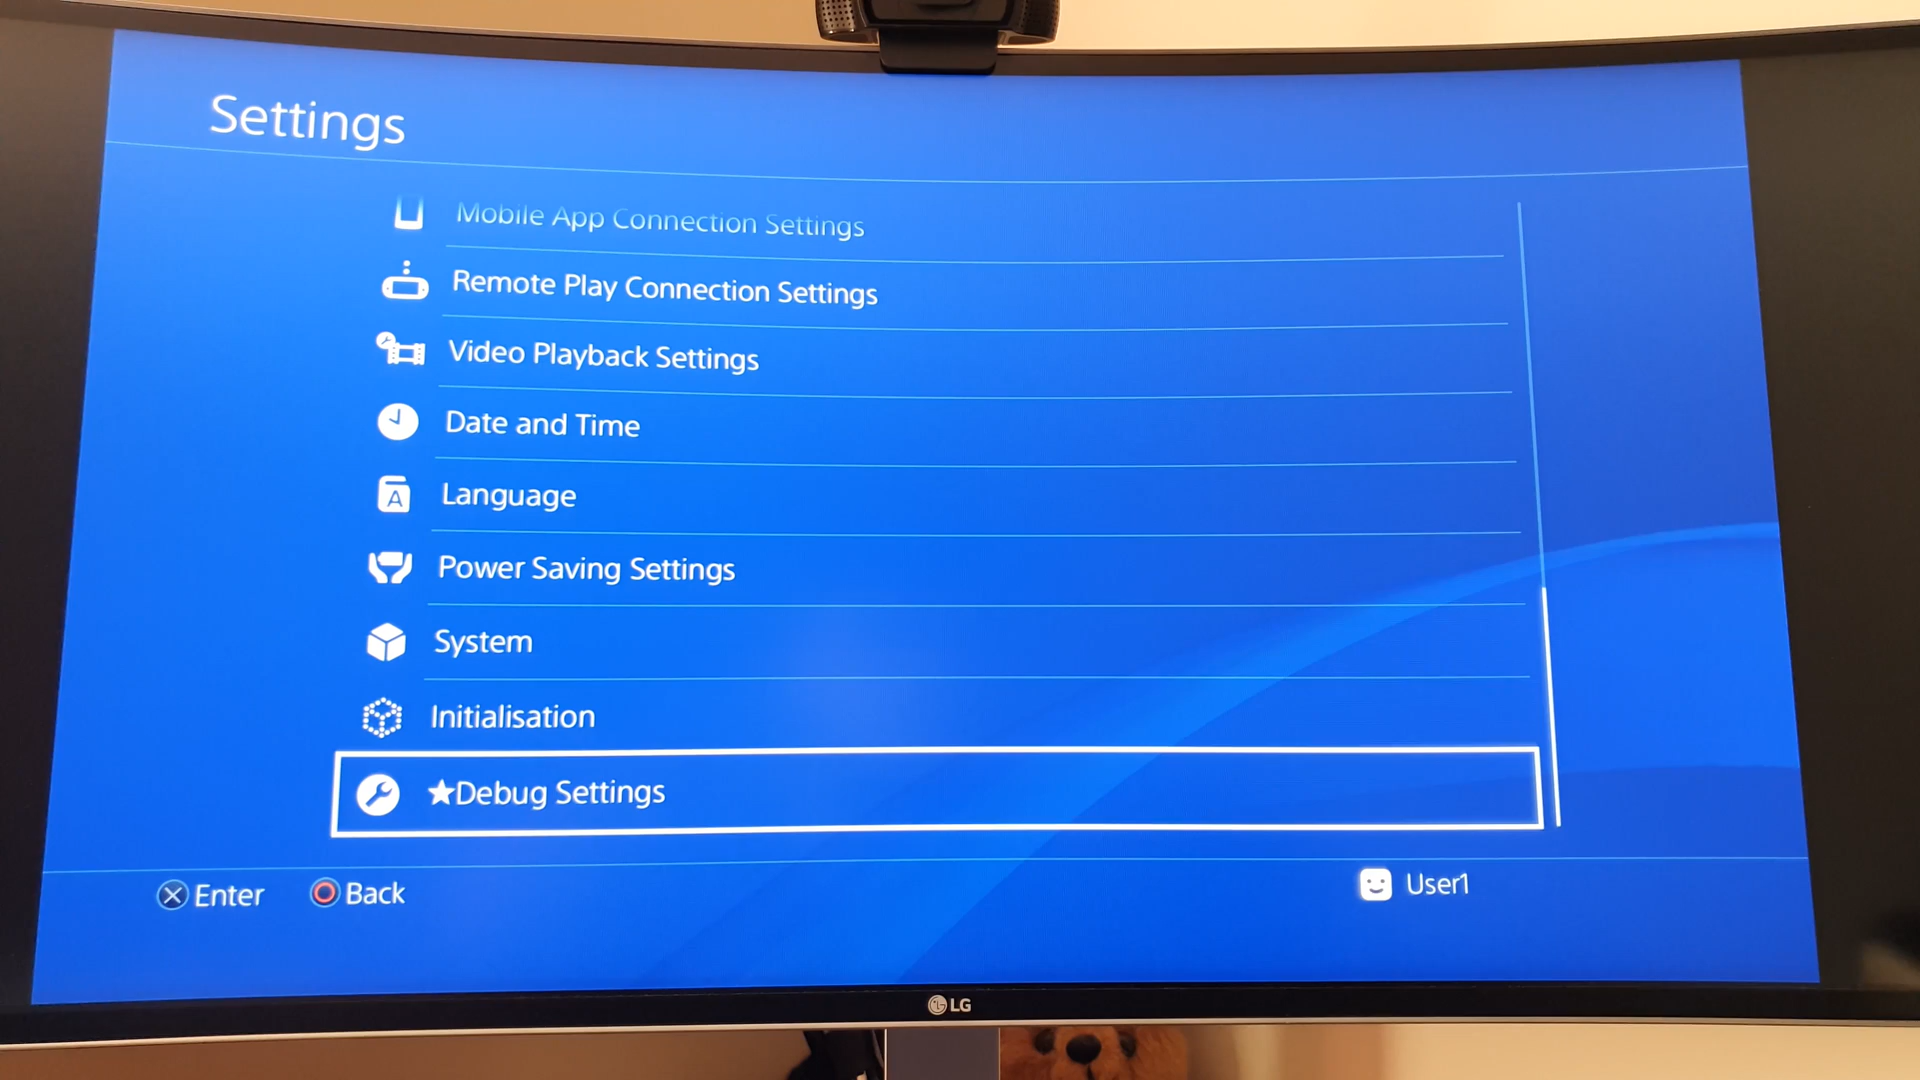 Settings
Mobile App Connection Settings
Remote Play Connection Settings
Video Playback Settings
Date and Time
A Language
Power Saving Settings
System
Initialisation
★Debug Settings
Enter Back
User1
LG